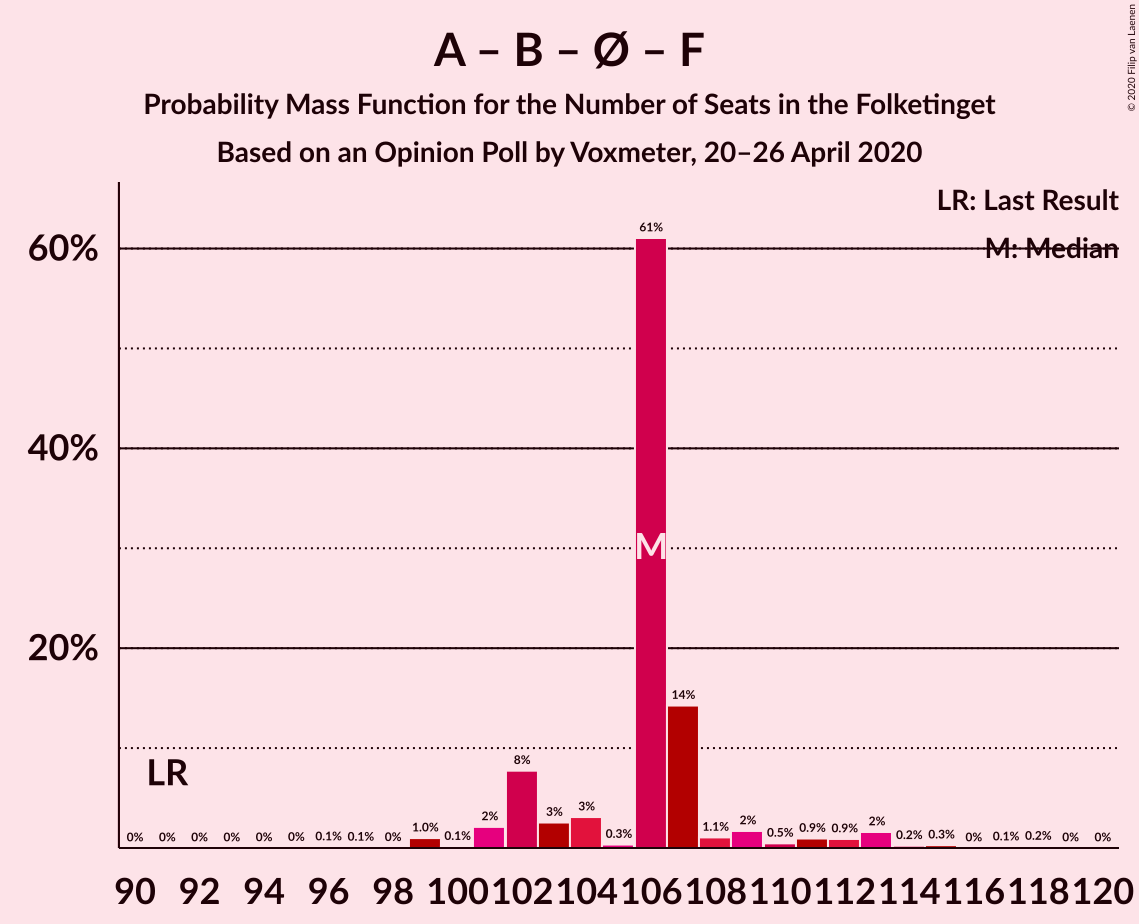 A – B – Ø – F
Probability Mass Function for the Number of Seats in the Folketinget
Based on an Opinion Poll by Voxmeter, 20–26 April 2020
© 2020 Filip van Laenen
LR: Last Result
M: Median
60%
40%
20%
61%
M
14%
LR
8%
0% 0% 0% 0% 0% 0% 0.1% 0.1% 0% 1.0% 0.1% 2% 3% 3% 0.3% 1.1% 2% 0.5% 0.9% 0.9% 2% 0.2% 0.3% 0% 0.1% 0.2% 0% 0%
90 92 94 96 98 100 102 104 106 108 110 112 114 116 118 120